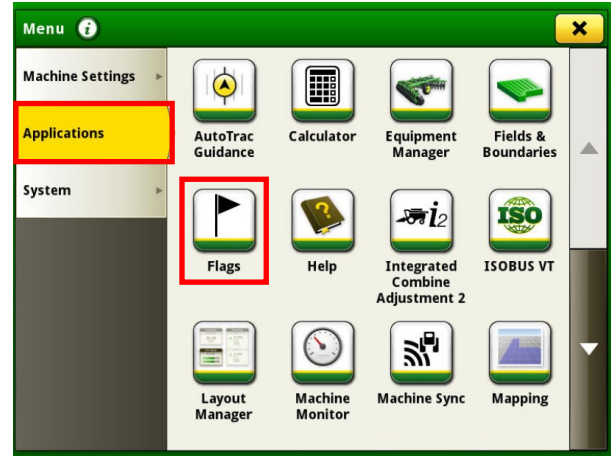 Menu i
Machine Settings
Applications
System
AutoTrac
Guidance
Calculator
Equipment
Manager
Fields &
Boundaries
Flags
?
Help
i2
Integrated
Combine
Adjustment 2
ISO
ISOBUS VT
Layout
Manager
Machine
Monitor
Machine Sync
Mapping